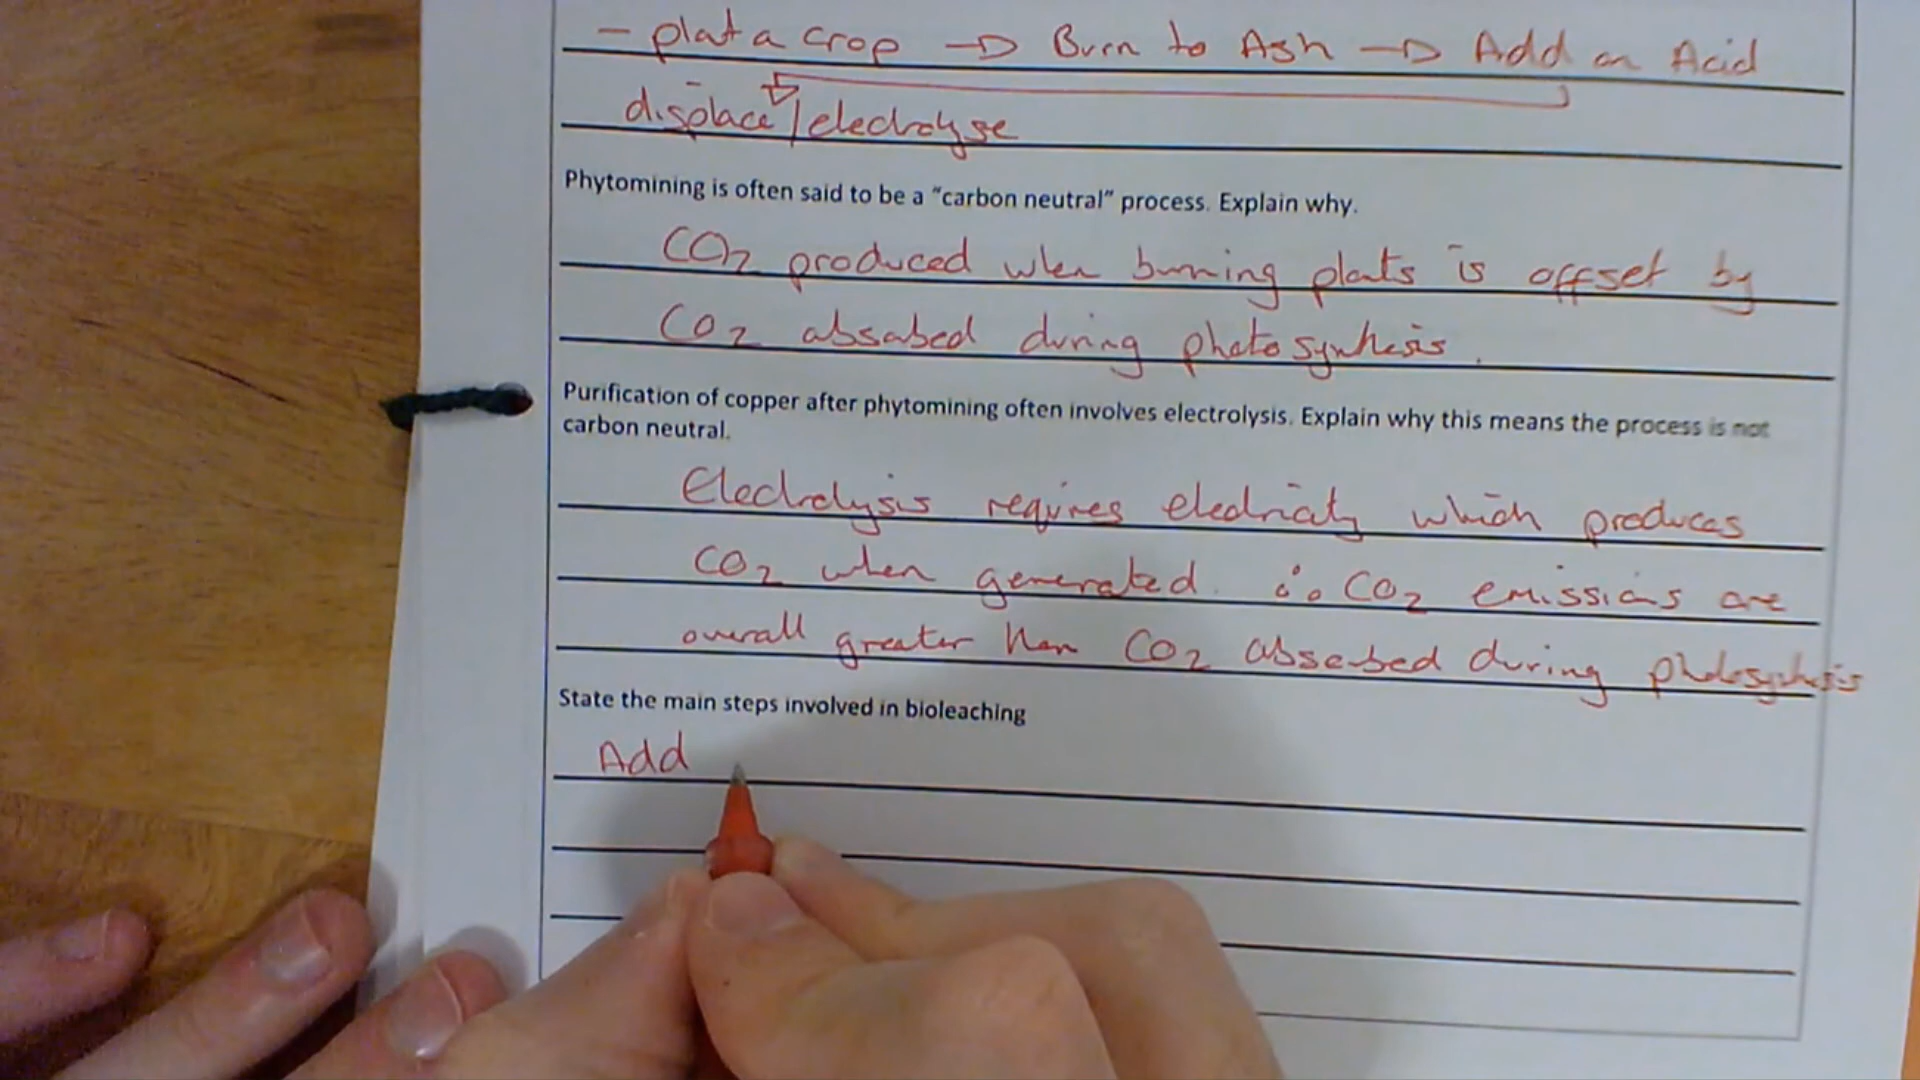 - plat a crop → Burn to Ash → Add an Acid
displace/electrolyse
Phytomining is often said to be a "carbon neutral" process. Explain why.
CO2 produced when burning plants is offset by
CO2 absorbed during photosynthesis.
Purification of copper after phytomining often involves electrolysis. Explain why this means the process is not
carbon neutral.
Electrolysis requires electricity which produces
CO2 when generated. ∴ CO2 emissions are
overall greater than CO2 absorbed during photosynthesis
State the main steps involved in bioleaching
Add